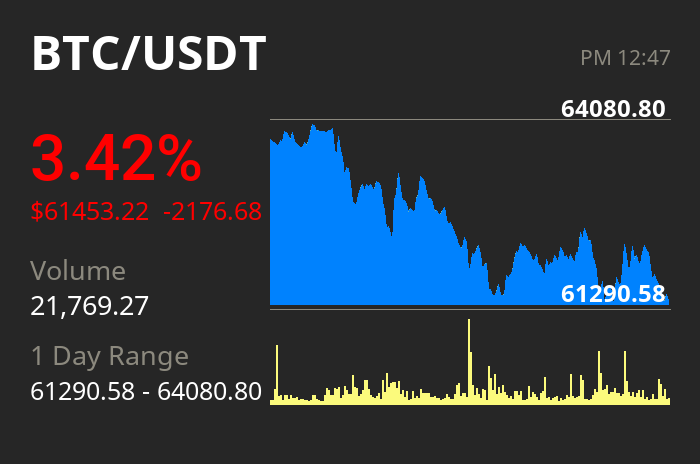 BTC/USDT
PM 12:47
64080.80
3.42%
$61453.22 -2176.68
Volume
21,769.27
61290.58
1 Day Range
61290.58 - 64080.80